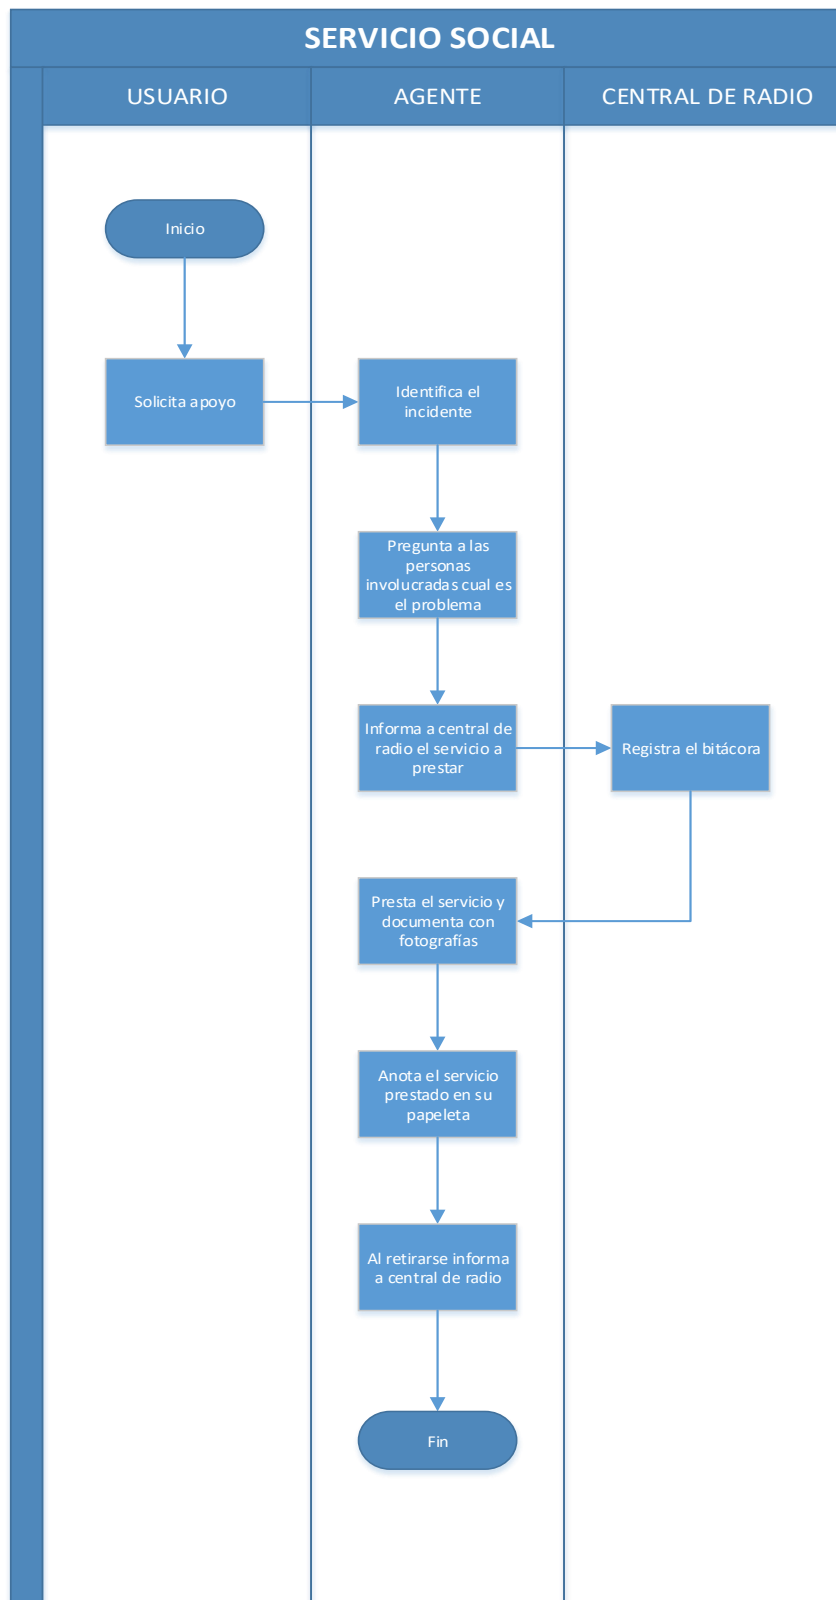 SERVICIO SOCIAL
USUARIO
AGENTE
CENTRAL DE RADIO
Inicio
Solicita apoyo
Identifica el
incidente
Pregunta a las
personas
involucradas cual es
el problema
Informa a central de
radio el servicio a
prestar
Registra el bitácora
Presta el servicio y
documenta con
fotografías
Anota el servicio
prestado en su
papeleta
Al retirarse informa
a central de radio
Fin